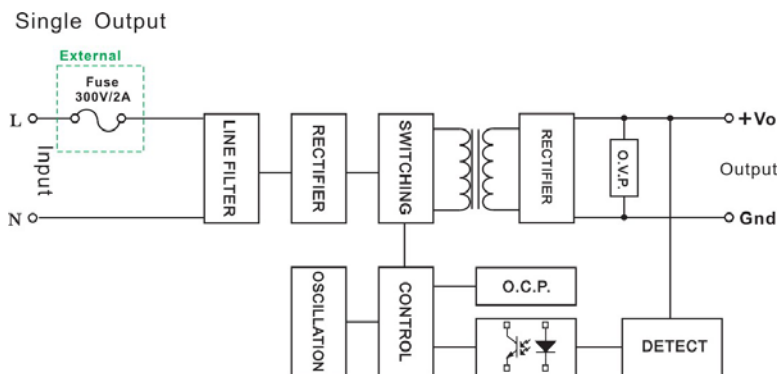 Single Output
External
Fuse
300V/2A
L
Input
N
LINE FILTER
RECTIFIER
SWITCHING
RECTIFIER
O.V.P.
+Vo
Output
Gnd
OSCILLATION
CONTROL
O.C.P.
DETECT